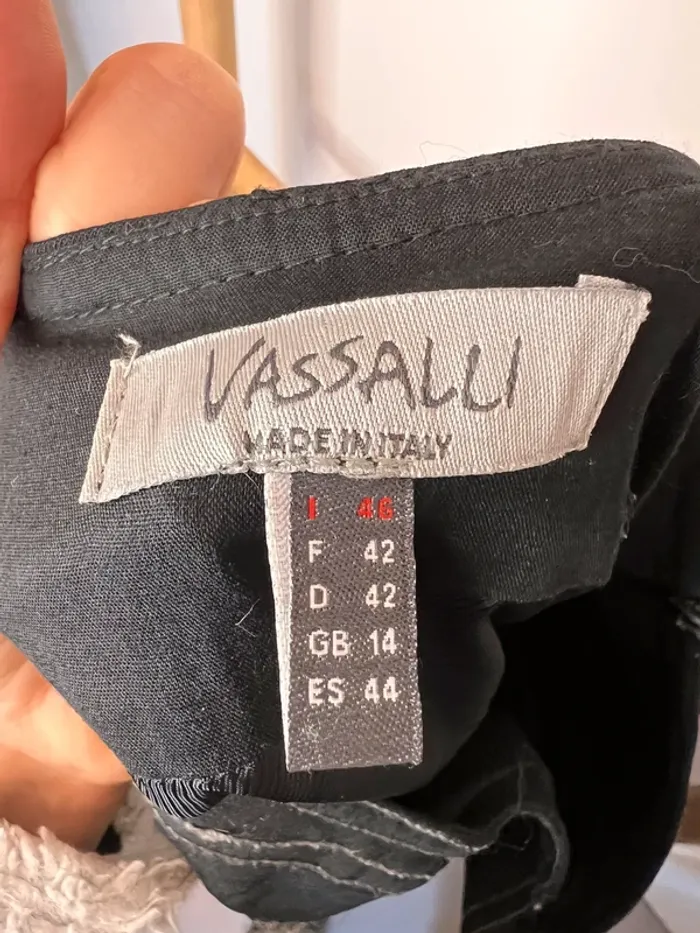 VASSALLI
MADE IN ITALY
I 46
F 42
D 42
GB 14
ES 44